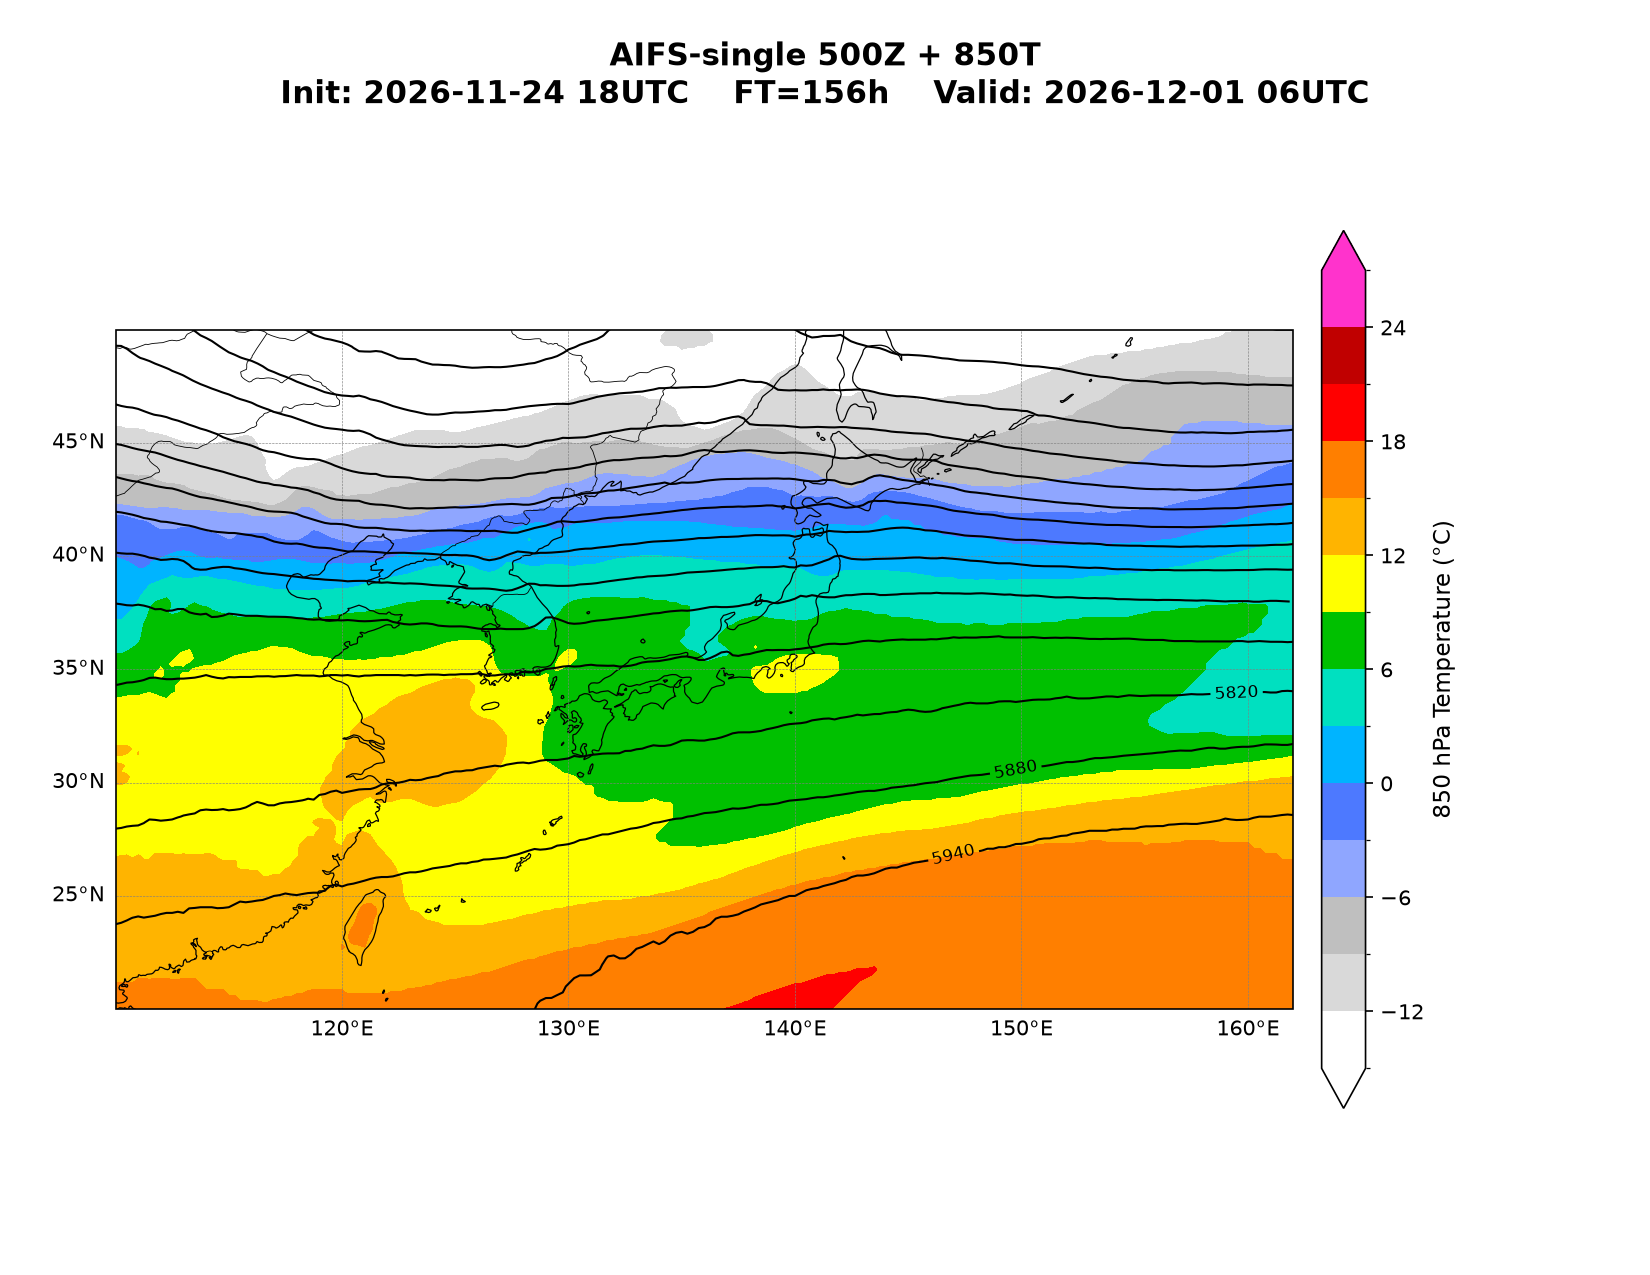 AIFS-single 500Z + 850T
Init: 2026-11-24 18UTC    FT=156h    Valid: 2026-12-01 06UTC
45°N
40°N
35°N
30°N
25°N
120°E
130°E
140°E
150°E
160°E
5820
5880
5940
24
18
12
6
0
−6
−12
850 hPa Temperature (°C)